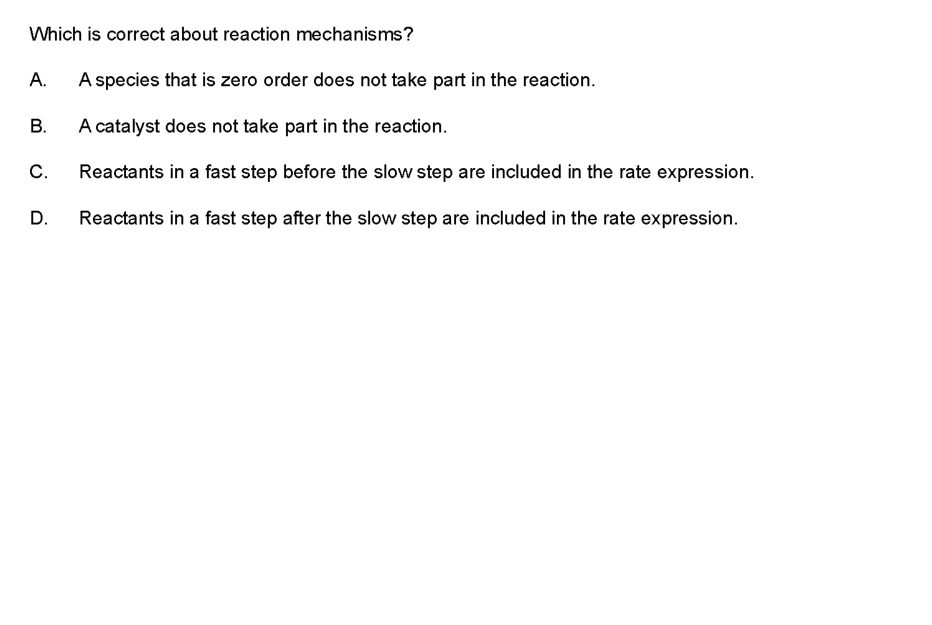 Which is correct about reaction mechanisms?
A. A species that is zero order does not take part in the reaction.
B. A catalyst does not take part in the reaction.
C. Reactants in a fast step before the slow step are included in the rate expression.
D. Reactants in a fast step after the slow step are included in the rate expression.